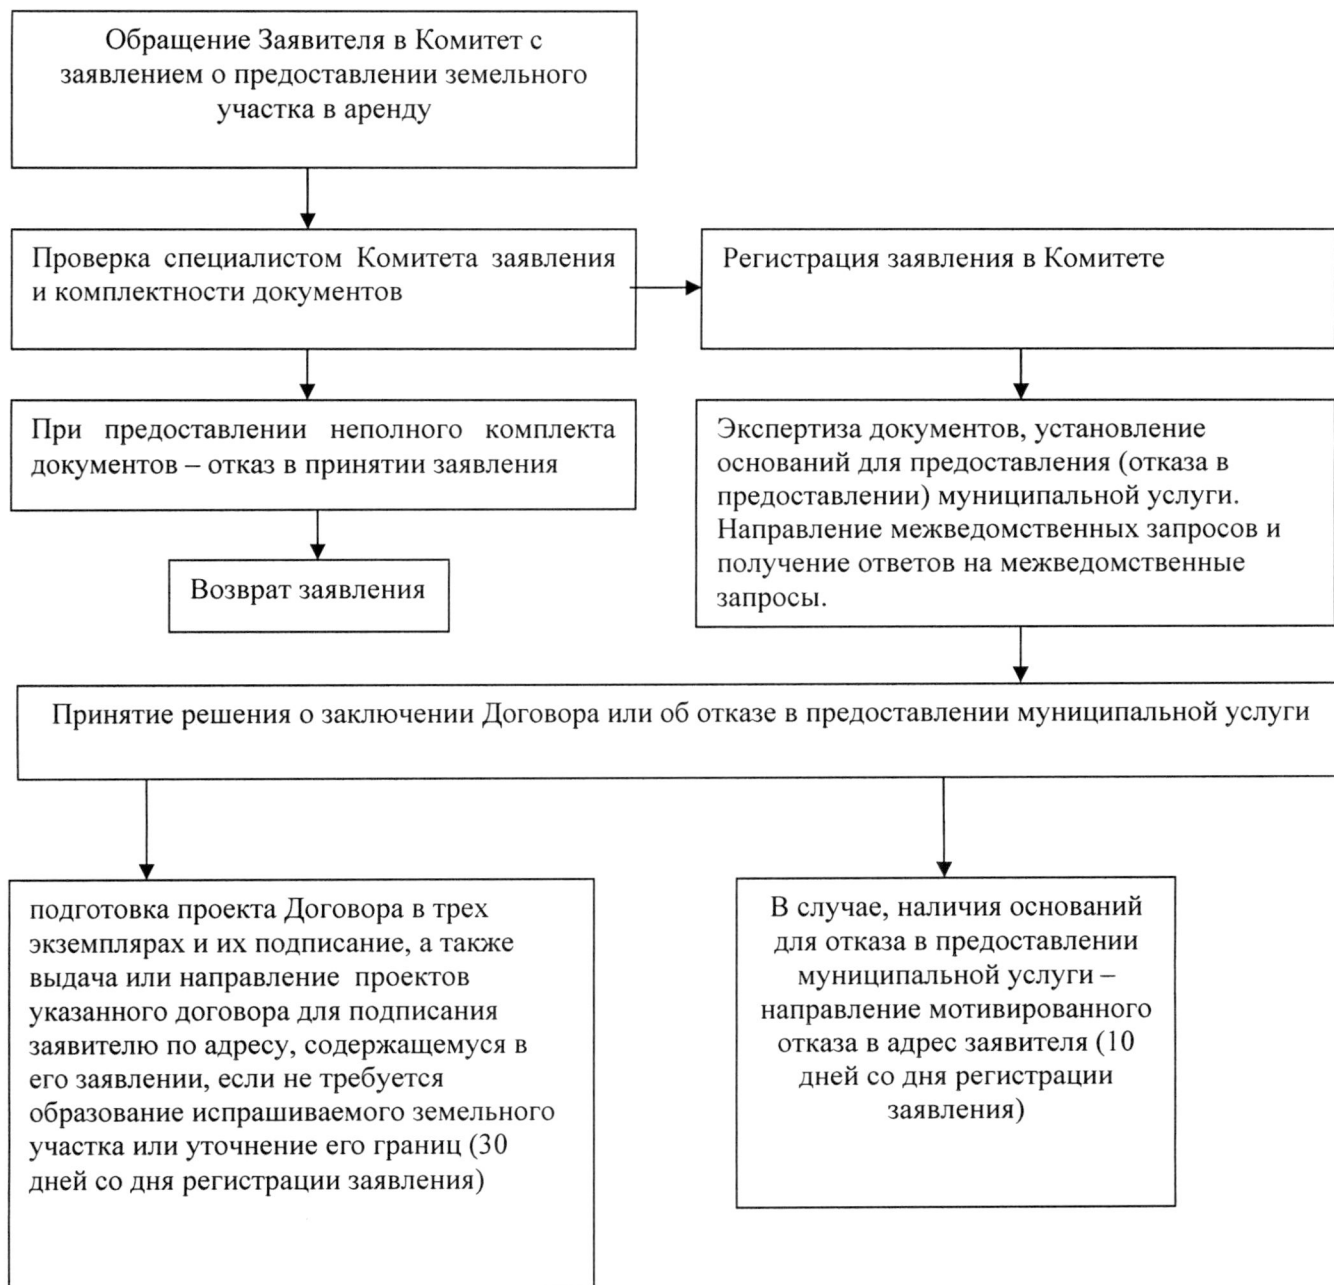 Обращение Заявителя в Комитет с
заявлением о предоставлении земельного
участка в аренду
Проверка специалистом Комитета заявления
и комплектности документов
Регистрация заявления в Комитете
При предоставлении неполного комплекта
документов – отказ в принятии заявления
Экспертиза документов, установление
оснований для предоставления (отказа в
предоставлении) муниципальной услуги.
Направление межведомственных запросов и
получение ответов на межведомственные
запросы.
Возврат заявления
Принятие решения о заключении Договора или об отказе в предоставлении муниципальной услуги
подготовка проекта Договора в трех
экземплярах и их подписание, а также
выдача или направление проектов
указанного договора для подписания
заявителю по адресу, содержащемуся в
его заявлении, если не требуется
образование испрашиваемого земельного
участка или уточнение его границ (30
дней со дня регистрации заявления)
В случае, наличия оснований
для отказа в предоставлении
муниципальной услуги –
направление мотивированного
отказа в адрес заявителя (10
дней со дня регистрации
заявления)